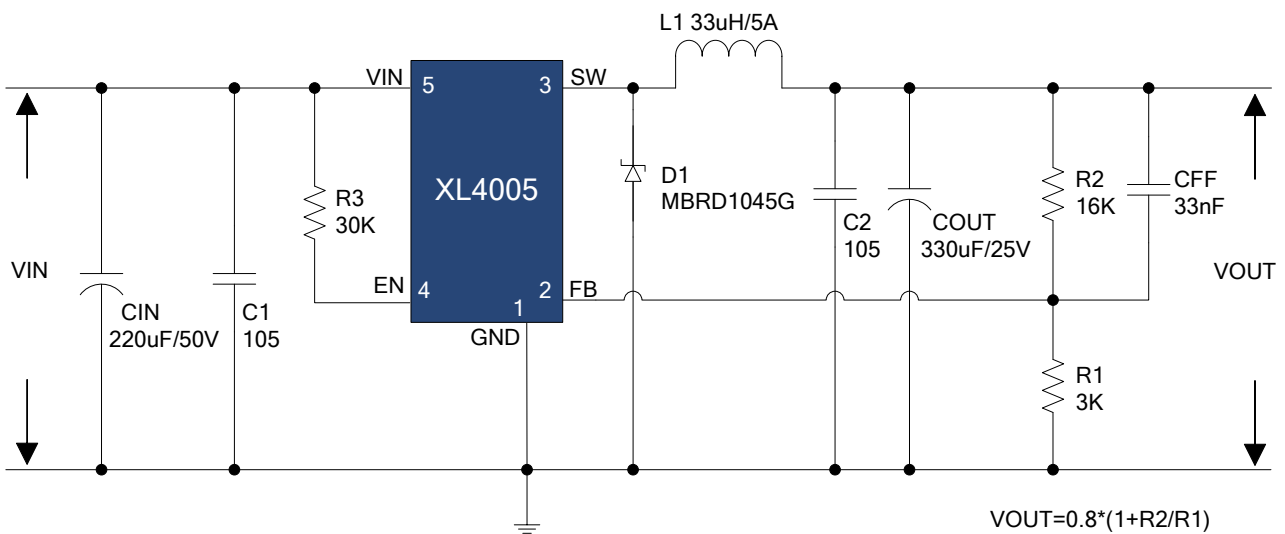 L1 33uH/5A
VIN
5
3
SW
XL4005
R3
30K
D1
MBRD1045G
R2
16K
CFF
33nF
C2
105
COUT
330uF/25V
VIN
VOUT
EN
4
2
FB
1
GND
CIN
220uF/50V
C1
105
R1
3K
VOUT=0.8*(1+R2/R1)